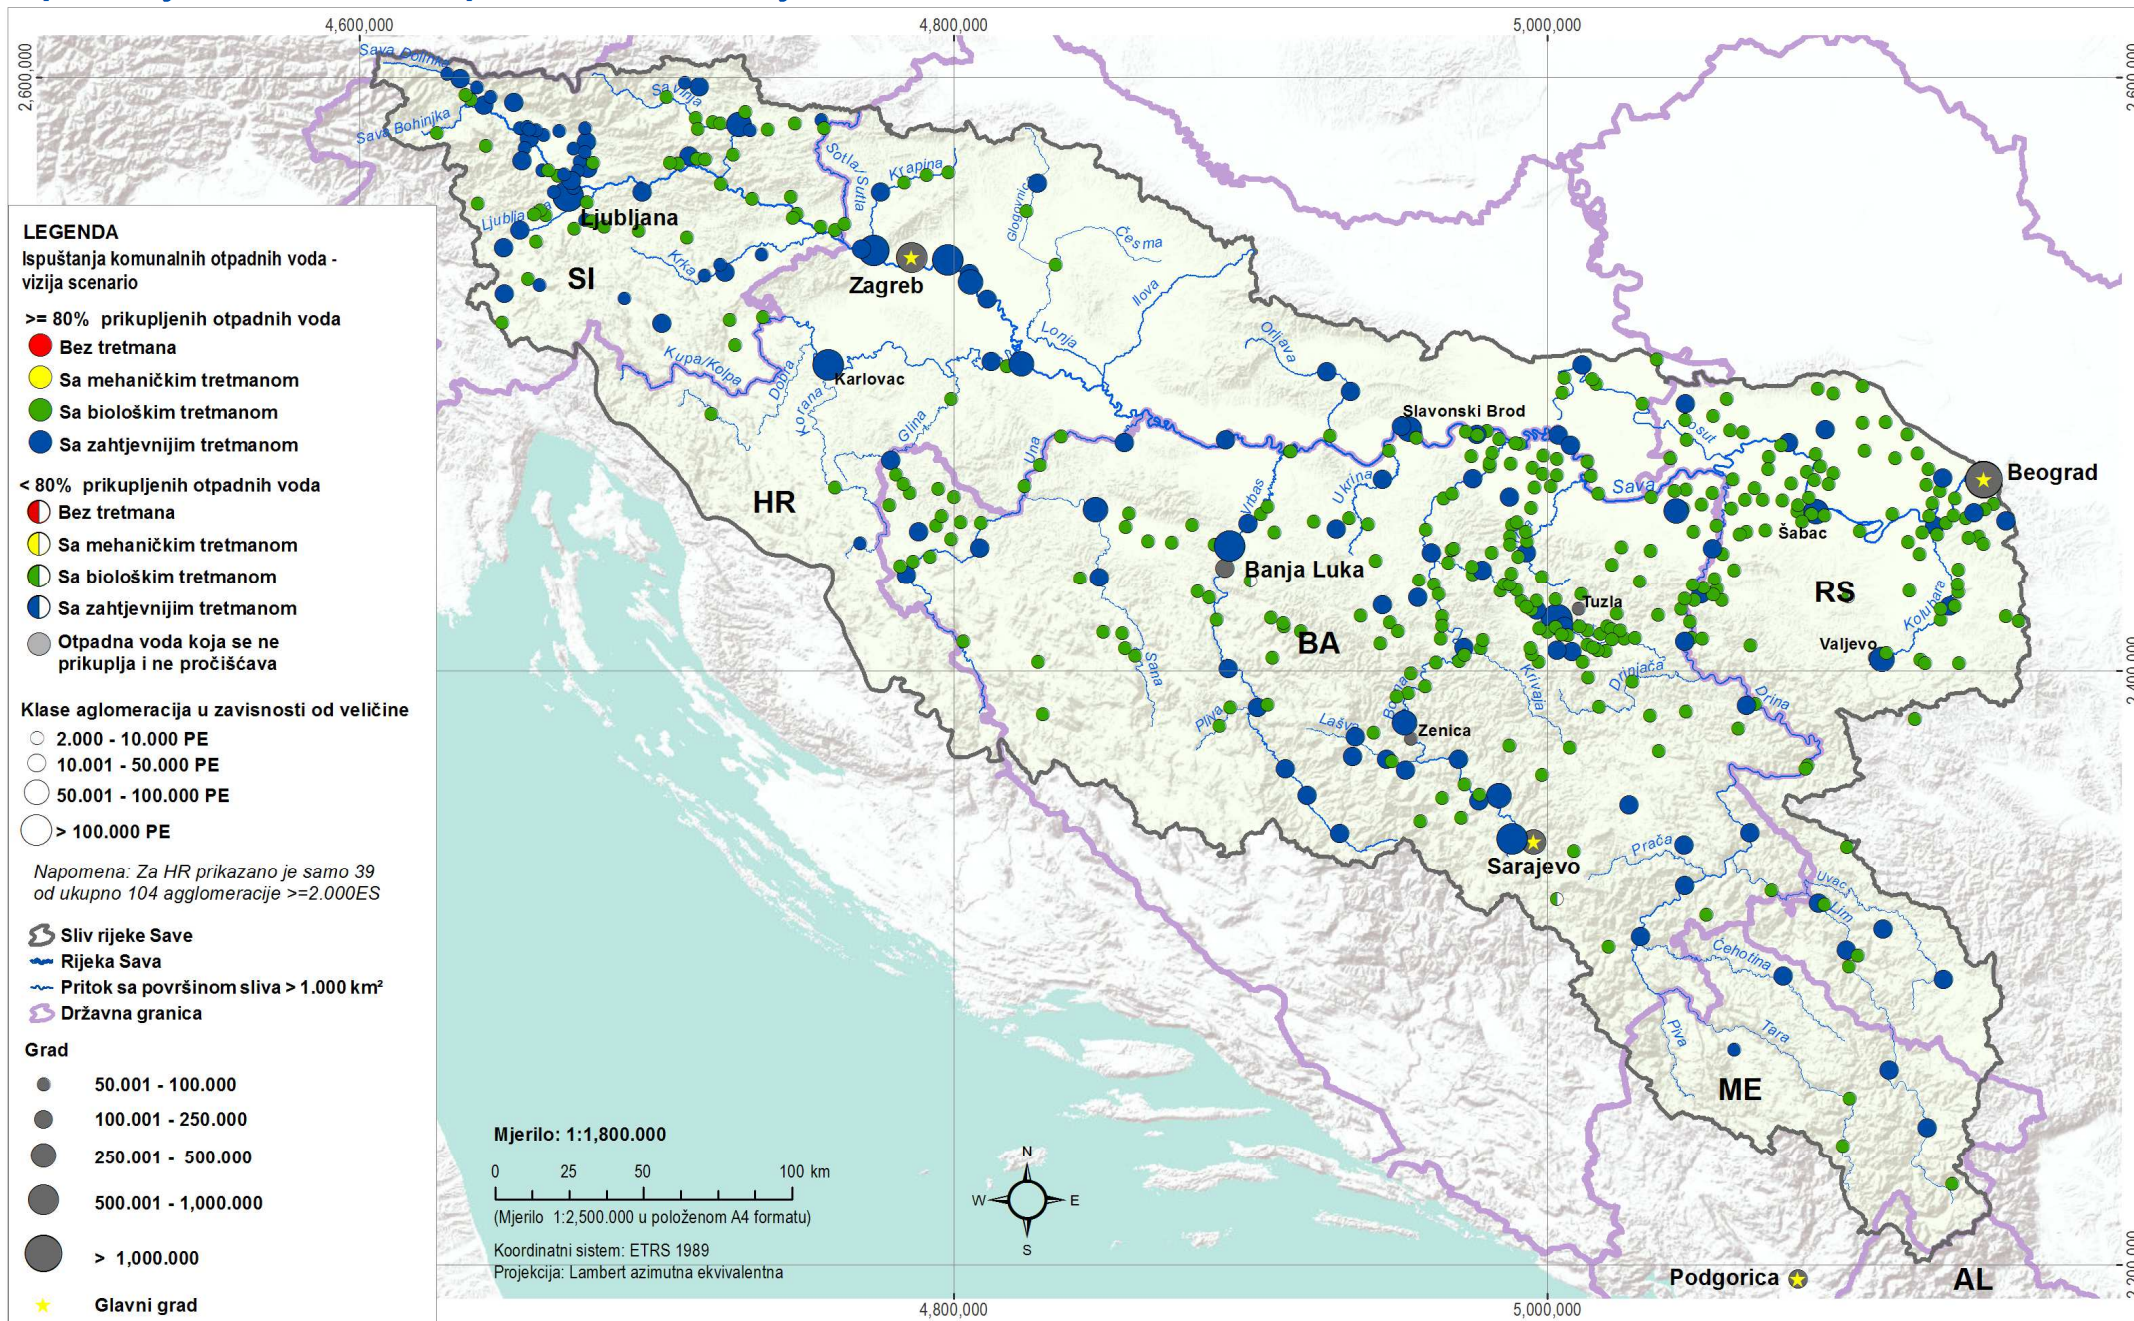 4,600,000
4,800,000
5,000,000
2,600,000
2,600,000
Sava Dolinka
Sava Bohinjka
Savinja
Sotla/Sutla
Krapina
Glogovnica
Česma
Ilova
Ljubljana
Krka
SI
Zagreb
Lonja
Orljava
Kupa/Kolpa
Dobra
Korana
Karlovac
Glina
Una
Slavonski Brod
HR
Vrbas
Ukrina
Sava
Beograd
Šabac
Banja Luka
Tuzla
RS
Kolubara
BA
Valjevo
Sana
Krivaja
Drinjača
Drina
Pliva
Lašva
Zenica
Sarajevo
Prača
Uvac
Lim
Ćehotina
Piva
Tara
ME
Podgorica
AL
LEGENDA
Ispuštanja komunalnih otpadnih voda -
vizija scenario
>= 80% prikupljenih otpadnih voda
Bez tretmana
Sa mehaničkim tretmanom
Sa biološkim tretmanom
Sa zahtjevnijim tretmanom
< 80% prikupljenih otpadnih voda
Bez tretmana
Sa mehaničkim tretmanom
Sa biološkim tretmanom
Sa zahtjevnijim tretmanom
Otpadna voda koja se ne
prikuplja i ne pročišćava
Klase aglomeracija u zavisnosti od veličine
2.000 - 10.000 PE
10.001 - 50.000 PE
50.001 - 100.000 PE
> 100.000 PE
Napomena: Za HR prikazano je samo 39
od ukupno 104 agglomeracije >=2.000ES
Sliv rijeke Save
Rijeka Sava
Pritok sa površinom sliva > 1.000 km²
Državna granica
Grad
50.001 - 100.000
100.001 - 250.000
250.001 - 500.000
500.001 - 1,000.000
> 1,000.000
Glavni grad
Mjerilo: 1:1,800.000
0 25 50 100 km
(Mjerilo 1:2,500.000 u položenom A4 formatu)
Koordinatni sistem: ETRS 1989
Projekcija: Lambert azimutna ekvivalentna
N
W E
S
4,800,000
5,000,000